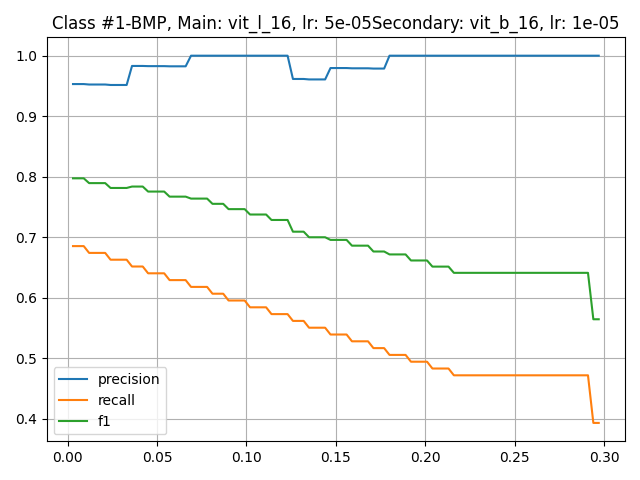 Class #1-BMP, Main: vit_l_16, lr: 5e-05Secondary: vit_b_16, lr: 1e-05
1.0
0.9
0.8
0.7
0.6
0.5
0.4
precision
recall
f1
0.00 0.05 0.10 0.15 0.20 0.25 0.30